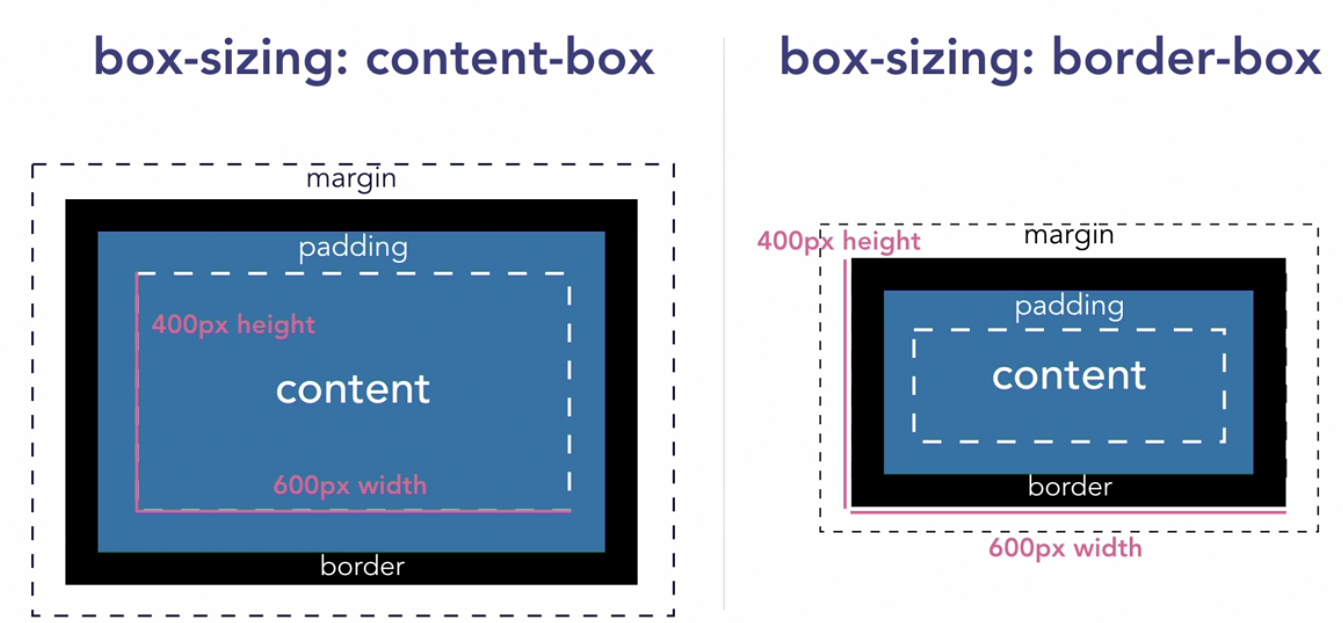 box-sizing: content-box
margin
padding
400px height
content
600px width
border
box-sizing: border-box
400px height
margin
padding
content
border
600px width